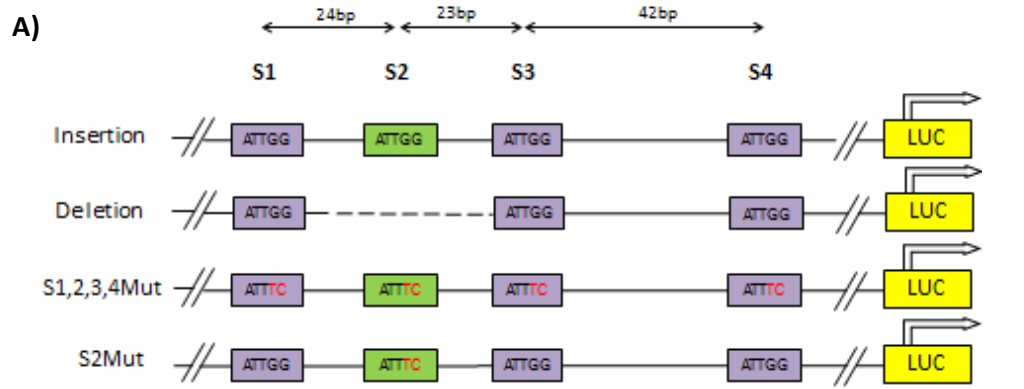 A)
24bp 23bp 42bp
S1 S2 S3 S4
Insertion ATTGG ATTGG ATTGG ATTGG LUC
Deletion ATTGG ATTGG ATTGG LUC
S1,2,3,4Mut ATTTC ATTTC ATTTC ATTTC LUC
S2Mut ATTGG ATTTC ATTGG ATTGG LUC